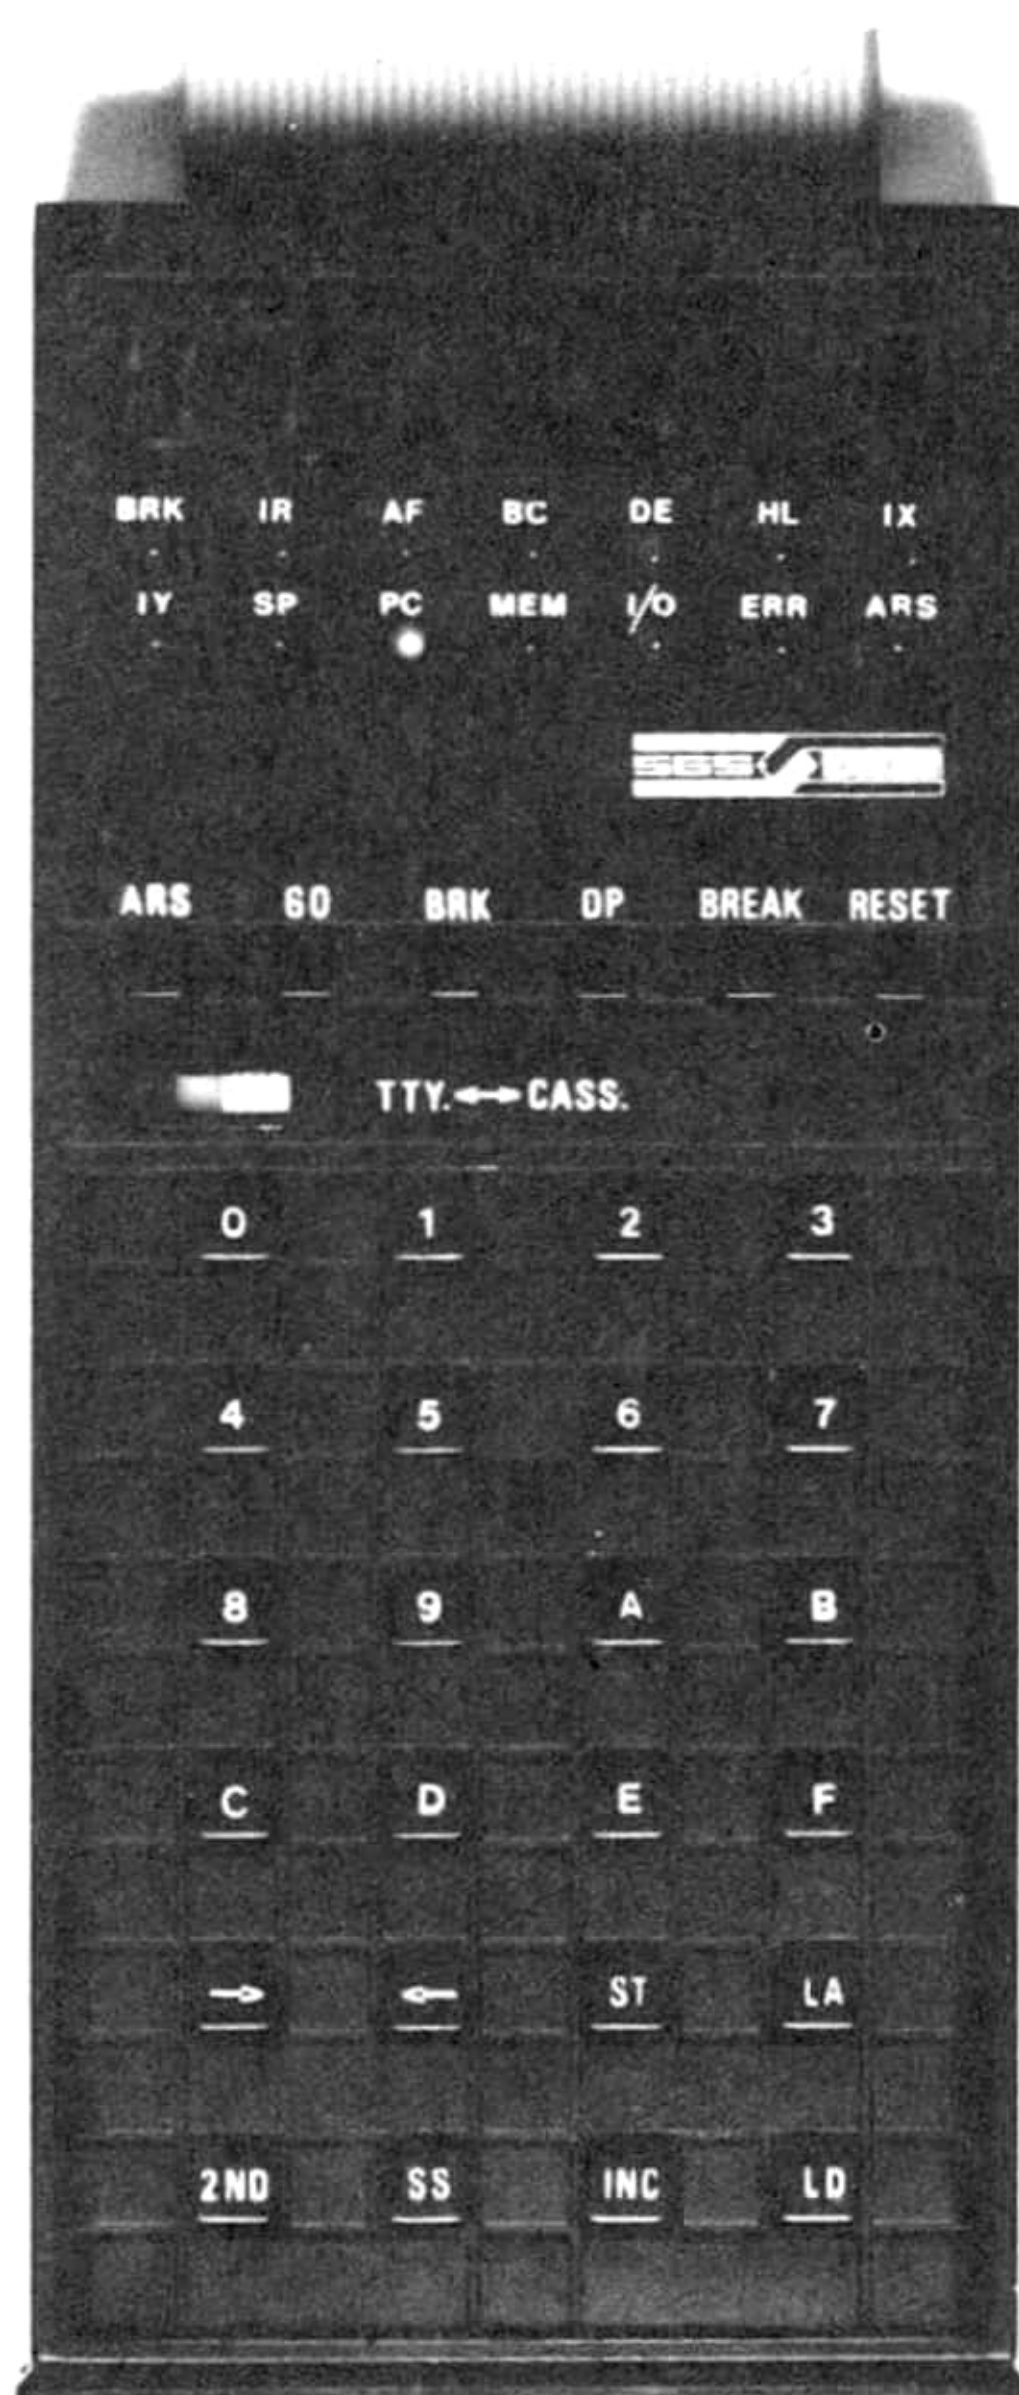 BRK IR AF BC DE HL IX
IY SP PC MEM I/O ERR ARS
SGS
ARS GO BRK DP BREAK RESET
TTY.↔CASS.
0 1 2 3
4 5 6 7
8 9 A B
C D E F
→ ← ST LA
2ND SS INC LD